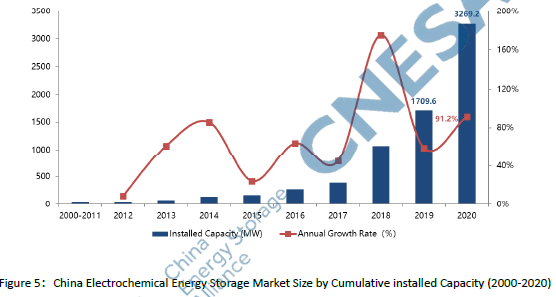 3500
3000
2500
2000
1500
1000
500
0
200%
160%
120%
80%
40%
0%
3269.2
1709.6
91.2%
2000-2011 2012 2013 2014 2015 2016 2017 2018 2019 2020
Installed Capacity (MW) Annual Growth Rate (%)
CNESA
China
Energy Storage
Alliance
Figure 5: China Electrochemical Energy Storage Market Size by Cumulative installed Capacity (2000-2020)